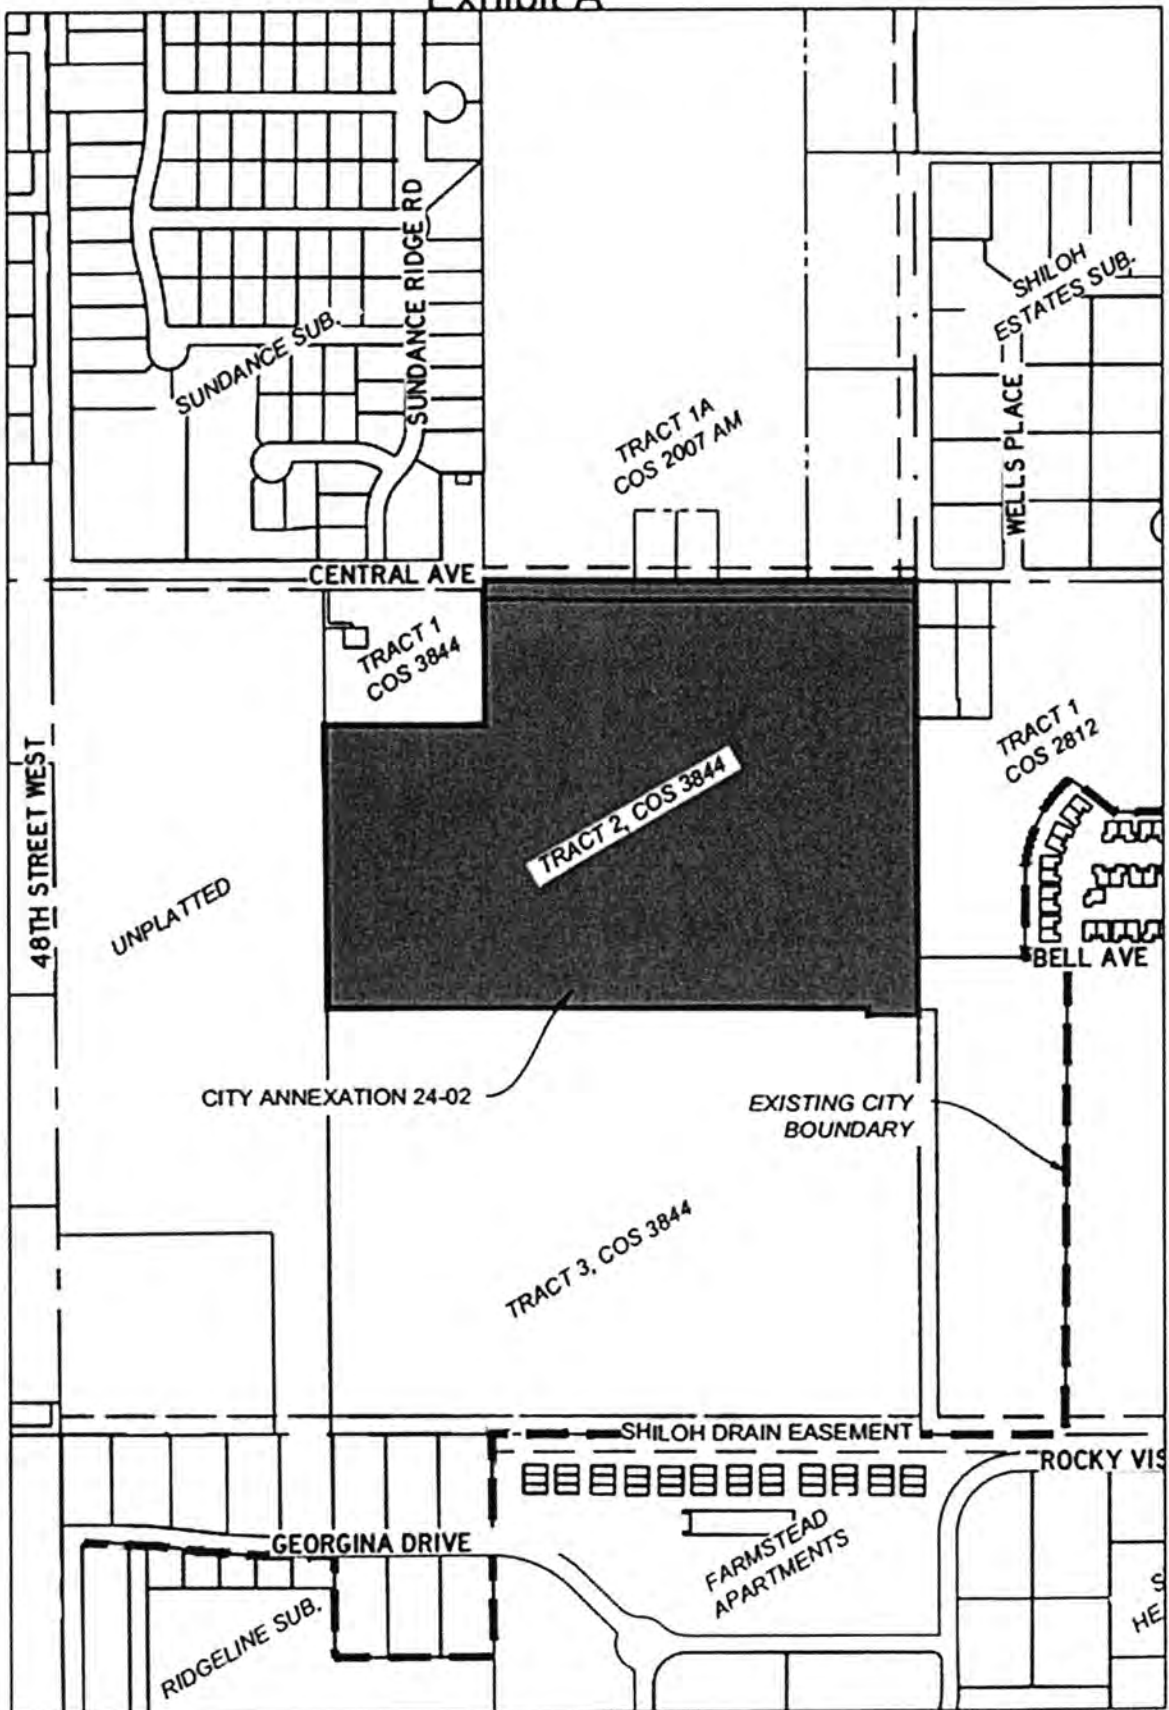 Exhibit A
SUNDANCE RIDGE RD
SUNDANCE SUB.
SHILOH
ESTATES SUB.
WELLS PLACE
TRACT 1A
COS 2007 AM
CENTRAL AVE
TRACT 1
COS 3844
TRACT 1
COS 2812
48TH STREET WEST
TRACT 2, COS 3844
UNPLATTED
BELL AVE
CITY ANNEXATION 24-02
EXISTING CITY
BOUNDARY
TRACT 3, COS 3844
SHILOH DRAIN EASEMENT
ROCKY VIS
GEORGINA DRIVE
FARMSTEAD
APARTMENTS
RIDGELINE SUB.
S
HE